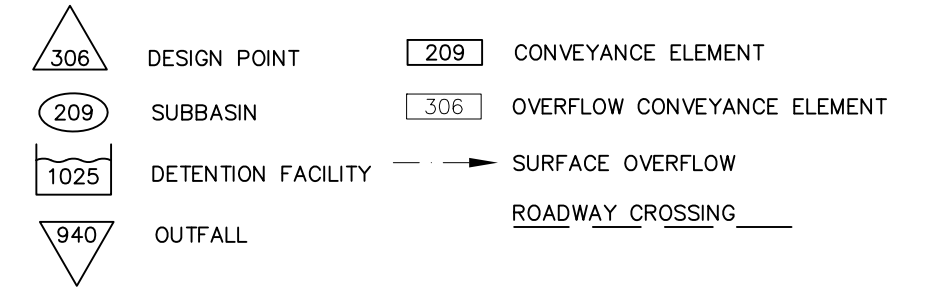 306 DESIGN POINT
209 SUBBASIN
1025 DETENTION FACILITY
940 OUTFALL
209 CONVEYANCE ELEMENT
306 OVERFLOW CONVEYANCE ELEMENT
SURFACE OVERFLOW
ROADWAY CROSSING